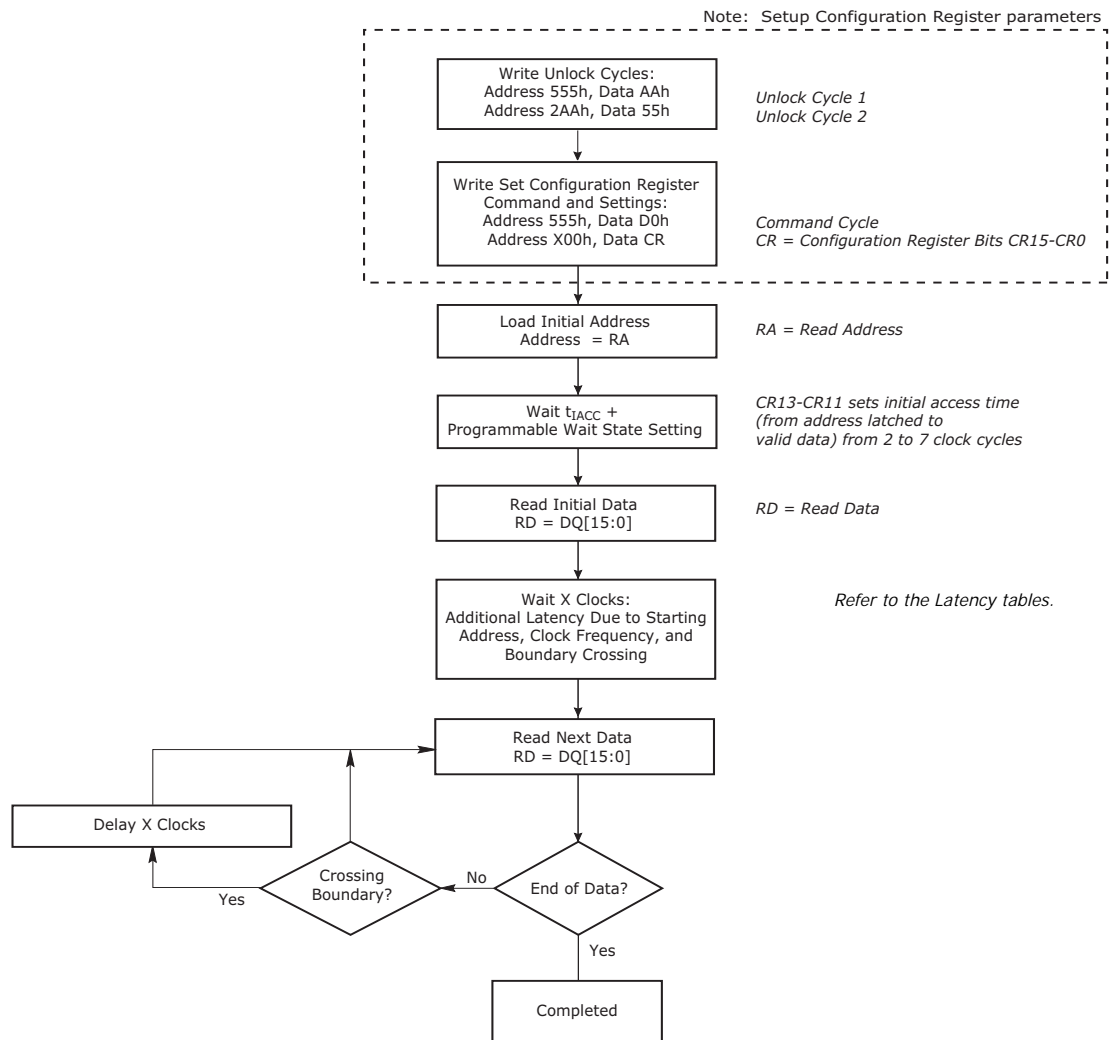 Note: Setup Configuration Register parameters
Write Unlock Cycles:
Address 555h, Data AAh
Address 2AAh, Data 55h
Unlock Cycle 1
Unlock Cycle 2
Write Set Configuration Register
Command and Settings:
Address 555h, Data D0h
Address X00h, Data CR
Command Cycle
CR = Configuration Register Bits CR15-CR0
Load Initial Address
Address = RA
RA = Read Address
Wait tIACC +
Programmable Wait State Setting
CR13-CR11 sets initial access time
(from address latched to
valid data) from 2 to 7 clock cycles
Read Initial Data
RD = DQ[15:0]
RD = Read Data
Wait X Clocks:
Additional Latency Due to Starting
Address, Clock Frequency, and
Boundary Crossing
Refer to the Latency tables.
Read Next Data
RD = DQ[15:0]
Delay X Clocks
Crossing
Boundary?
Yes
No
End of Data?
Yes
Completed